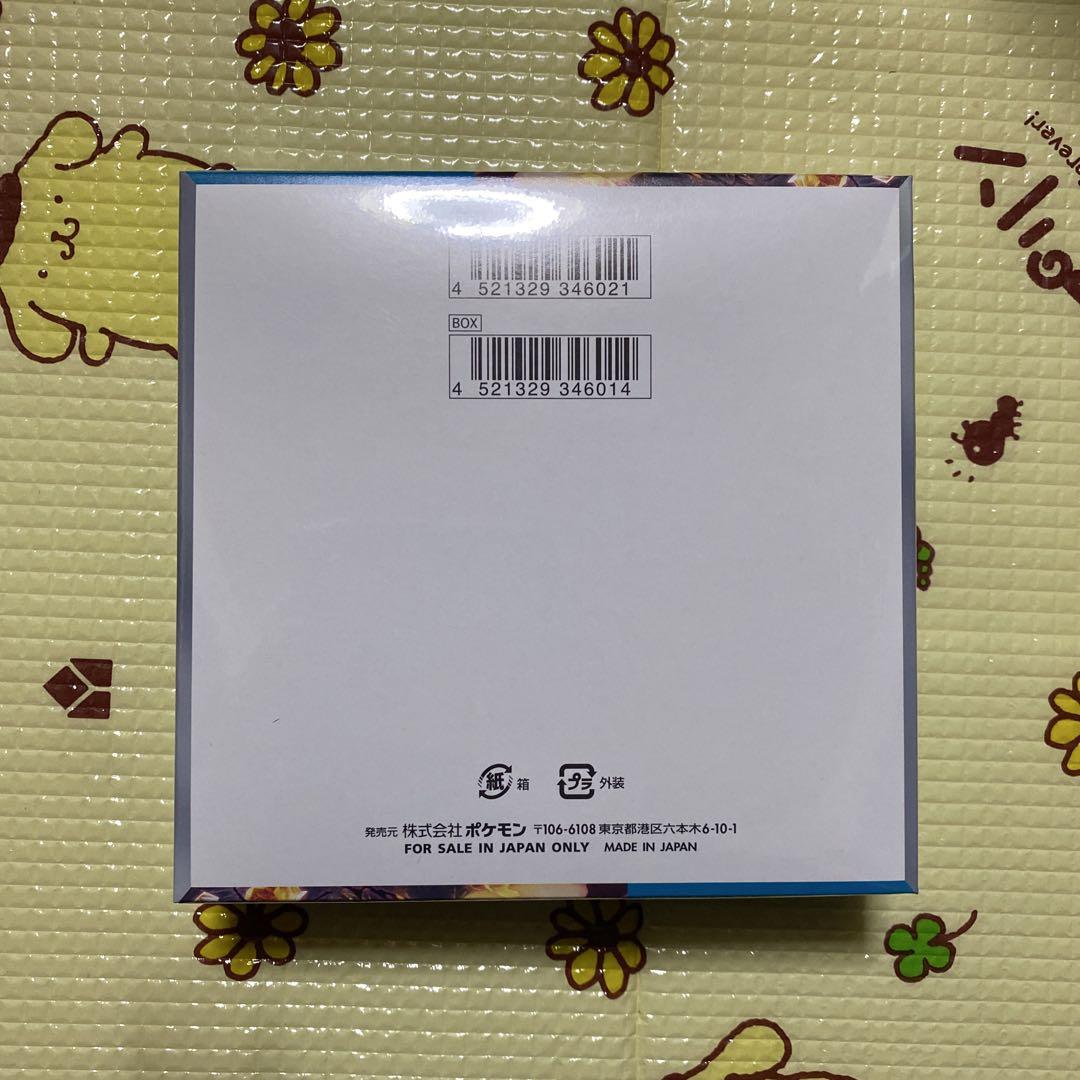 4 521329 346021
BOX
4 521329 346014
紙 箱 プラ 外装
発売元 株式会社ポケモン 〒106-6108 東京都港区六本木6-10-1
FOR SALE IN JAPAN ONLY MADE IN JAPAN